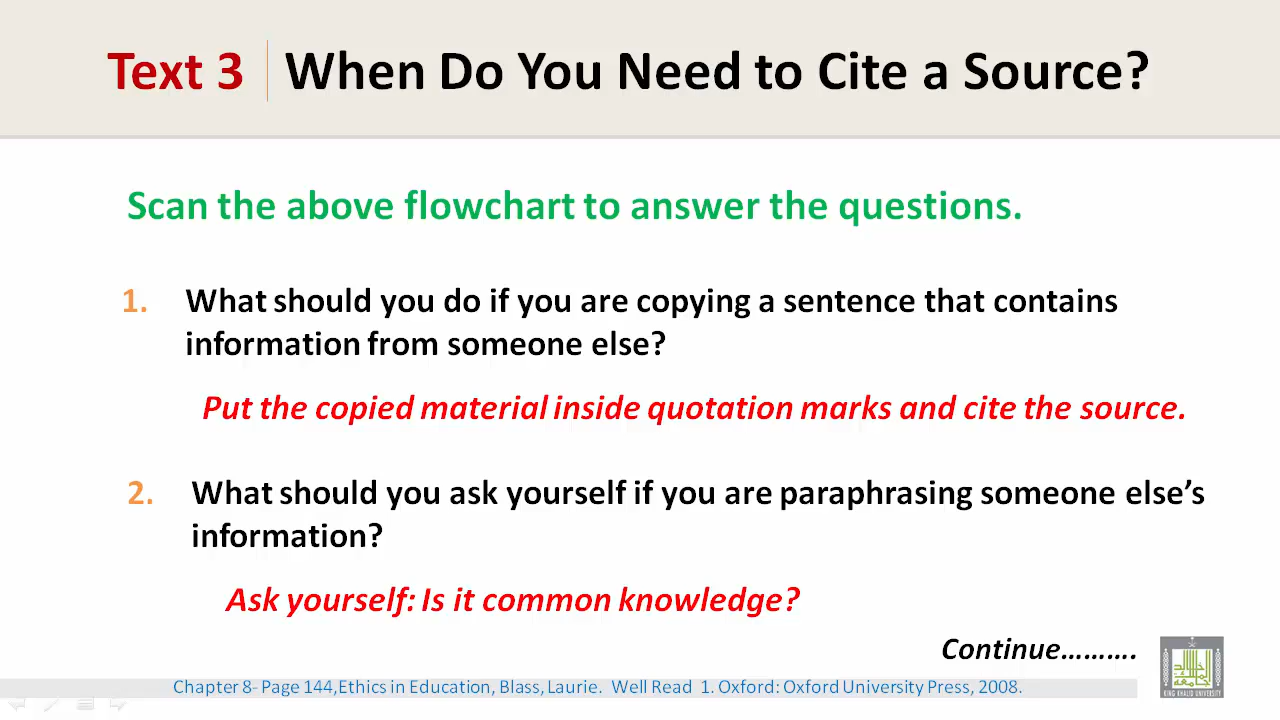 Text 3 When Do You Need to Cite a Source?
Scan the above flowchart to answer the questions.
1. What should you do if you are copying a sentence that contains
information from someone else?
Put the copied material inside quotation marks and cite the source.
2. What should you ask yourself if you are paraphrasing someone else’s
information?
Ask yourself: Is it common knowledge?
Continue……….
KING KHALID UNIVERSITY
Chapter 8- Page 144,Ethics in Education, Blass, Laurie. Well Read 1. Oxford: Oxford University Press, 2008.